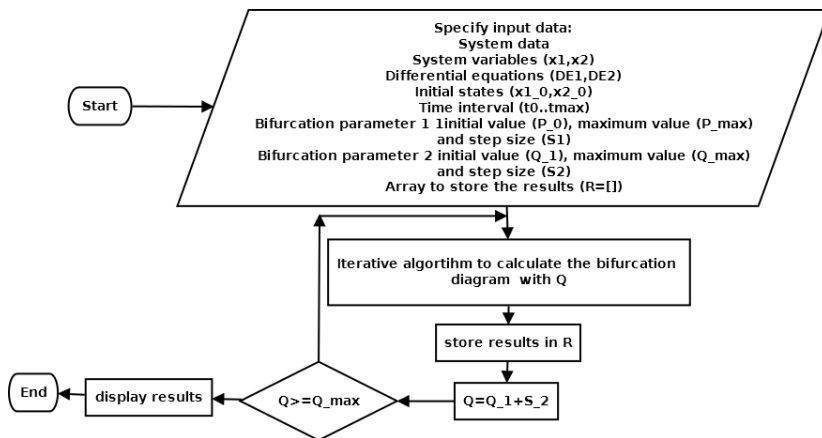 Specify input data:
System data
System variables (x1,x2)
Differential equations (DE1,DE2)
Initial states (x1_0,x2_0)
Time interval (t0..tmax)
Bifurcation parameter 1 1initial value (P_0), maximum value (P_max)
and step size (S1)
Bifurcation parameter 2 initial value (Q_1), maximum value (Q_max)
and step size (S2)
Array to store the results (R=[])
Start
Iterative algortihm to calculate the bifurcation
diagram with Q
store results in R
Q=Q_1+S_2
Q>=Q_max
display results
End